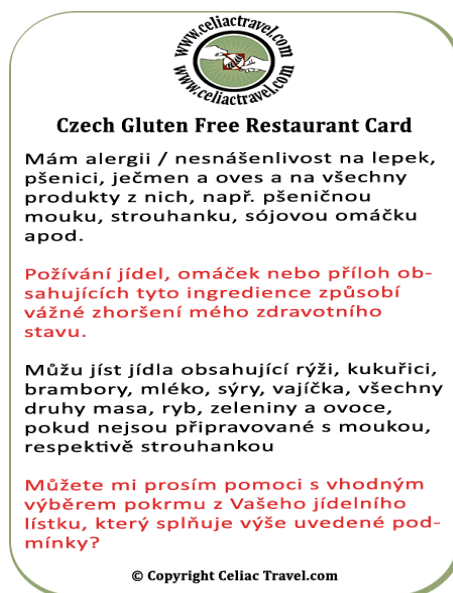 www.celiactravel.com
www.celiactravel.com
Czech Gluten Free Restaurant Card
Mám alergii / nesnášenlivost na lepek,
pšenici, ječmen a oves a na všechny
produkty z nich, např. pšeničnou
mouku, strouhanku, sójovou omáčku
apod.
Požívání jídel, omáček nebo příloh ob-
sahujících tyto ingredience způsobí
vážné zhoršení mého zdravotního
stavu.
Můžu jíst jídla obsahující rýži, kukuřici,
brambory, mléko, sýry, vajíčka, všechny
druhy masa, ryb, zeleniny a ovoce,
pokud nejsou připravované s moukou,
respektivě strouhankou
Můžete mi prosím pomoci s vhodným
výběrem pokrmu z Vašeho jídelního
lístku, který splňuje výše uvedené pod-
mínky?
© Copyright Celiac Travel.com